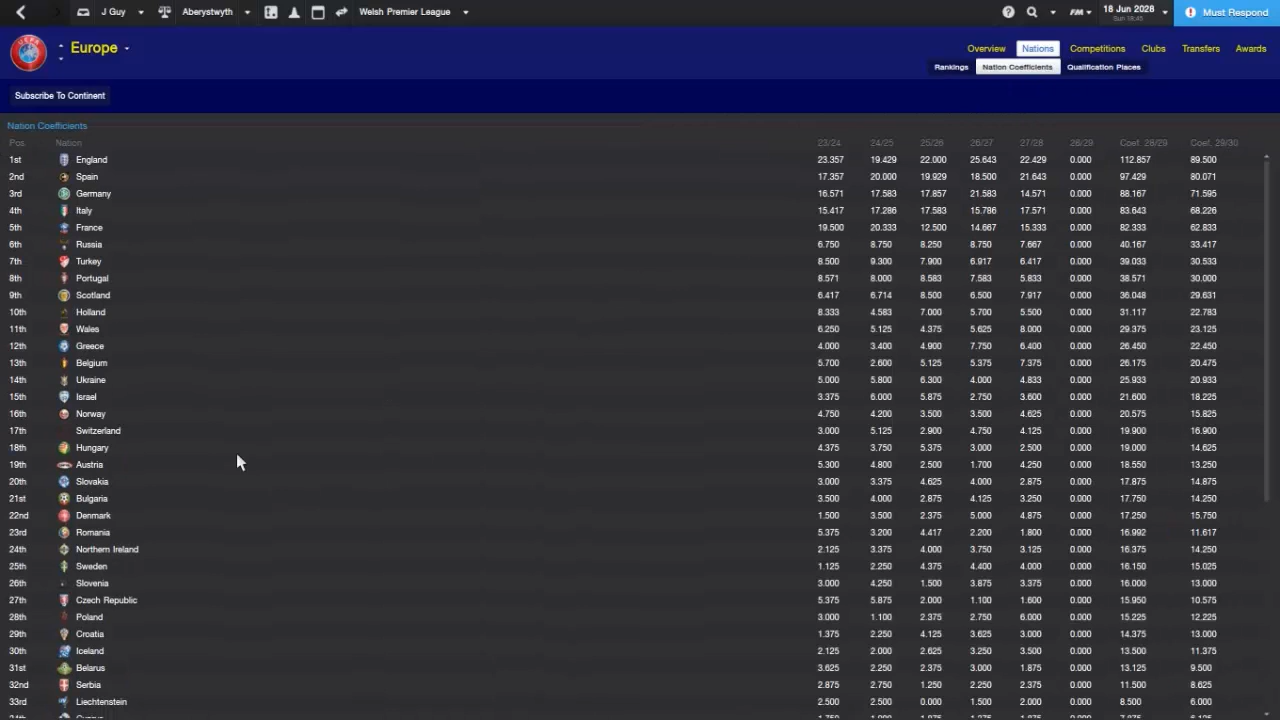 J Guy Aberystwyth Welsh Premier League FM 18 Jun 2028 Must Respond
Sun 18:45
Europe Overview Nations Competitions Clubs Transfers Awards
Rankings Nation Coefficients Qualification Places
Subscribe To Continent
Nation Coefficients
Pos Nation 23/24 24/25 25/26 26/27 27/28 28/29 Coef. 28/29 Coef. 29/30
1st England 23.357 19.429 22.000 25.643 22.429 0.000 112.857 89.500
2nd Spain 17.357 20.000 19.929 18.500 21.643 0.000 97.429 80.071
3rd Germany 16.571 17.583 17.857 21.583 14.571 0.000 88.167 71.595
4th Italy 15.417 17.286 17.583 15.786 17.571 0.000 83.643 68.226
5th France 19.500 20.333 12.500 14.667 15.333 0.000 82.333 62.833
6th Russia 6.750 8.750 8.250 8.750 7.667 0.000 40.167 33.417
7th Turkey 8.500 9.300 7.900 6.917 6.417 0.000 39.033 30.533
8th Portugal 8.571 8.000 8.583 7.583 5.833 0.000 38.571 30.000
9th Scotland 6.417 6.714 8.500 6.500 7.917 0.000 36.048 29.631
10th Holland 8.333 4.583 7.000 5.700 5.500 0.000 31.117 22.783
11th Wales 6.250 5.125 4.375 5.625 8.000 0.000 29.375 23.125
12th Greece 4.000 3.400 4.900 7.750 6.400 0.000 26.450 22.450
13th Belgium 5.700 2.600 5.125 5.375 7.375 0.000 26.175 20.475
14th Ukraine 5.000 5.800 6.300 4.000 4.833 0.000 25.933 20.933
15th Israel 3.375 6.000 5.875 2.750 3.600 0.000 21.600 18.225
16th Norway 4.750 4.200 3.500 3.500 4.625 0.000 20.575 15.825
17th Switzerland 3.000 5.125 2.900 4.750 4.125 0.000 19.900 16.900
18th Hungary 4.375 3.750 5.375 3.000 2.500 0.000 19.000 14.625
19th Austria 5.300 4.800 2.500 1.700 4.250 0.000 18.550 13.250
20th Slovakia 3.000 3.375 4.625 4.000 2.875 0.000 17.875 14.875
21st Bulgaria 3.500 4.000 2.875 4.125 3.250 0.000 17.750 14.250
22nd Denmark 1.500 3.500 2.375 5.000 4.875 0.000 17.250 15.750
23rd Romania 5.375 3.200 4.417 2.200 1.800 0.000 16.992 11.617
24th Northern Ireland 2.125 3.375 4.000 3.750 3.125 0.000 16.375 14.250
25th Sweden 1.125 2.250 4.375 4.400 4.000 0.000 16.150 15.025
26th Slovenia 3.000 4.250 1.500 3.875 3.375 0.000 16.000 13.000
27th Czech Republic 5.375 5.875 2.000 1.100 1.600 0.000 15.950 10.575
28th Poland 3.000 1.100 2.375 2.750 6.000 0.000 15.225 12.225
29th Croatia 1.375 2.250 4.125 3.625 3.000 0.000 14.375 13.000
30th Iceland 2.125 2.000 2.625 3.250 3.500 0.000 13.500 11.375
31st Belarus 3.625 2.250 2.375 3.000 1.875 0.000 13.125 9.500
32nd Serbia 2.875 2.750 1.250 2.250 2.375 0.000 11.500 8.625
33rd Liechtenstein 2.500 2.500 0.000 1.500 2.000 0.000 8.500 6.000